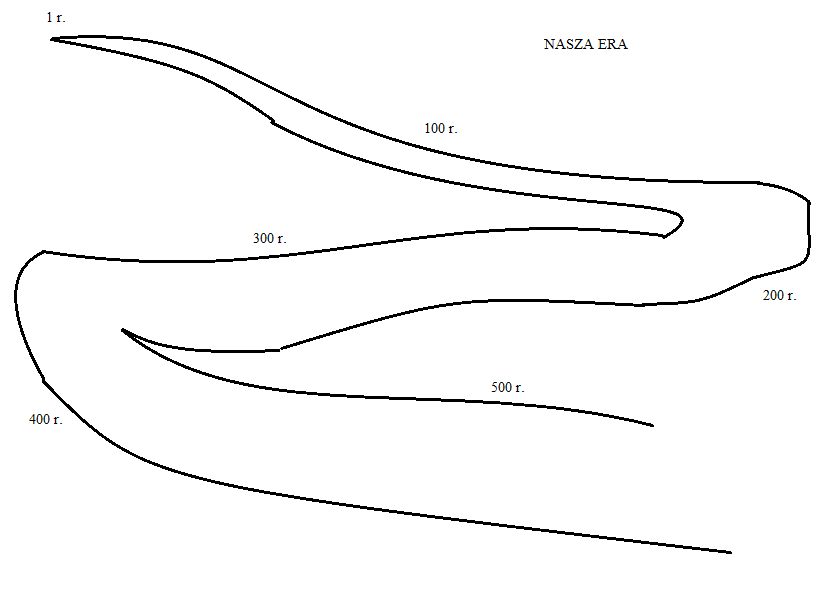 1 r.
NASZA ERA
100 r.
300 r.
200 r.
500 r.
400 r.